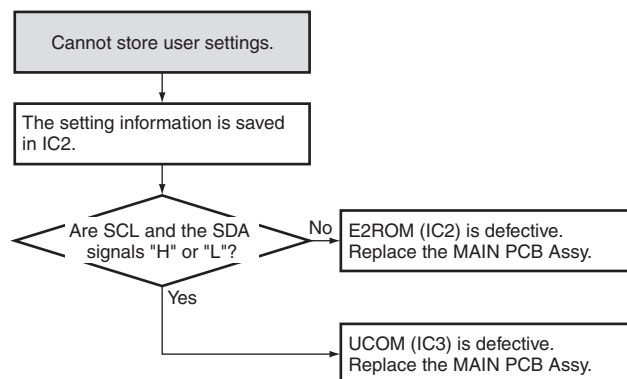 Cannot store user settings.
The setting information is saved
in IC2.
Are SCL and the SDA
signals "H" or "L"?
No
E2ROM (IC2) is defective.
Replace the MAIN PCB Assy.
Yes
UCOM (IC3) is defective.
Replace the MAIN PCB Assy.